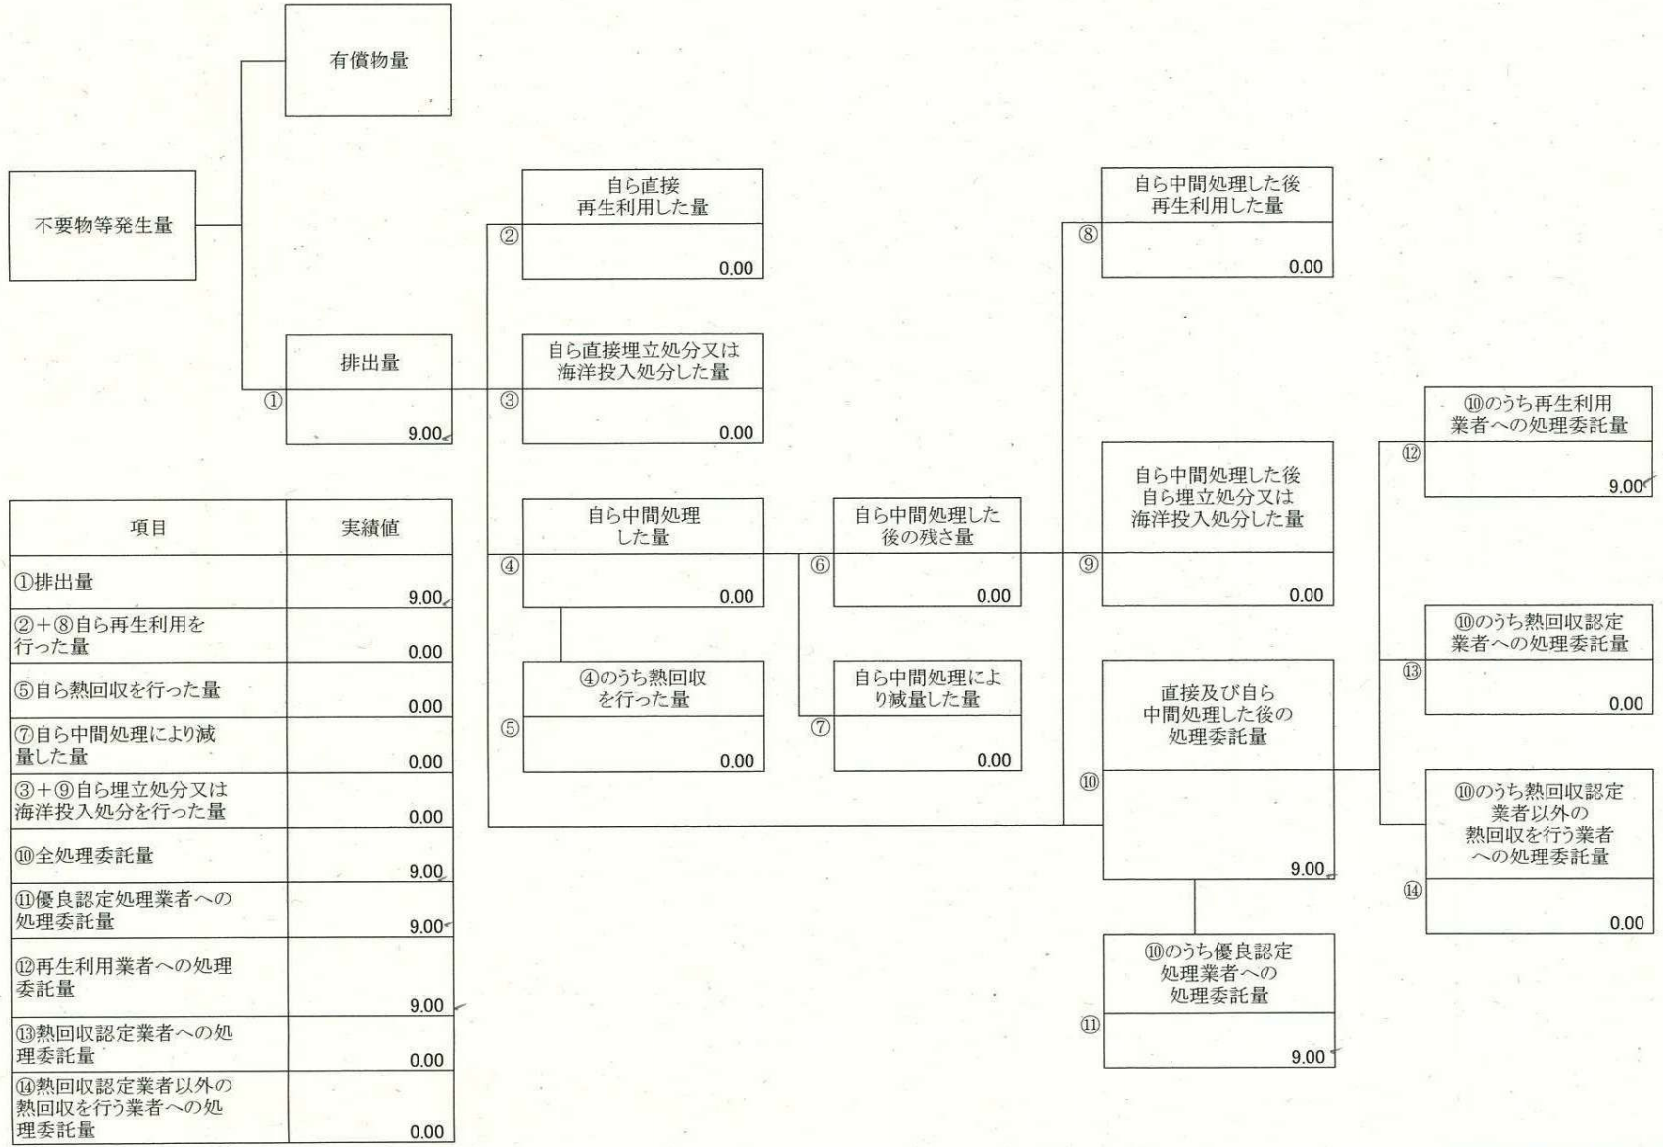 有償物量
不要物等発生量
排出量
①
9.00
自ら直接
再生利用した量
②
0.00
自ら直接埋立処分又は
海洋投入処分した量
③
0.00
自ら中間処理
した量
④
0.00
④のうち熱回収
を行った量
⑤
0.00
自ら中間処理した
後の残さ量
⑥
0.00
自ら中間処理によ
り減量した量
⑦
0.00
自ら中間処理した後
再生利用した量
⑧
0.00
自ら中間処理した後
自ら埋立処分又は
海洋投入処分した量
⑨
0.00
直接及び自ら
中間処理した後の
処理委託量
⑩
9.00
⑩のうち優良認定
処理業者への
処理委託量
⑪
9.00
⑩のうち再生利用
業者への処理委託量
⑫
9.00
⑩のうち熱回収認定
業者への処理委託量
⑬
0.00
⑩のうち熱回収認定
業者以外の
熱回収を行う業者
への処理委託量
⑭
0.00
項目 実績値
①排出量
9.00
②＋⑧自ら再生利用を
行った量
0.00
⑤自ら熱回収を行った量
0.00
⑦自ら中間処理により減
量した量
0.00
③＋⑨自ら埋立処分又は
海洋投入処分を行った量
0.00
⑩全処理委託量
9.00
⑪優良認定処理業者への
処理委託量
9.00
⑫再生利用業者への処理
委託量
9.00
⑬熱回収認定業者への処
理委託量
0.00
⑭熱回収認定業者以外の
熱回収を行う業者への処
理委託量
0.00